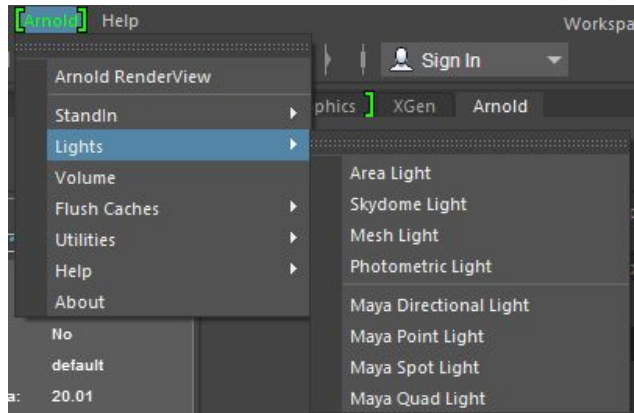 Arnold Help
Workspa
Sign In
Arnold RenderView
phics XGen Arnold
StandIn
Lights
Volume
Flush Caches
Utilities
Help
About
Area Light
Skydome Light
Mesh Light
Photometric Light
Maya Directional Light
Maya Point Light
Maya Spot Light
Maya Quad Light
No
default
a: 20.01